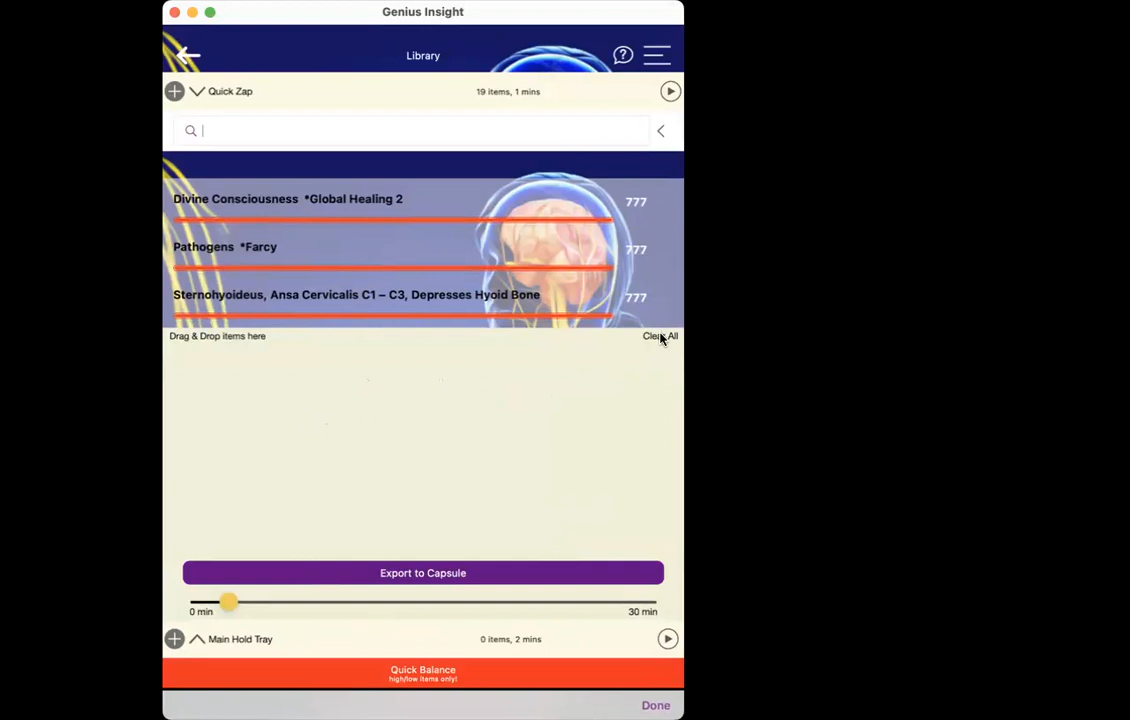 Genius Insight
Library
Quick Zap 19 items, 1 mins
Divine Consciousness *Global Healing 2 777
Pathogens *Farcy 777
Sternohyoideus, Ansa Cervicalis C1 – C3, Depresses Hyoid Bone 777
Drag & Drop items here Clear All
Export to Capsule
0 min 30 min
Main Hold Tray 0 items, 2 mins
Quick Balance
high/low items only!
Done